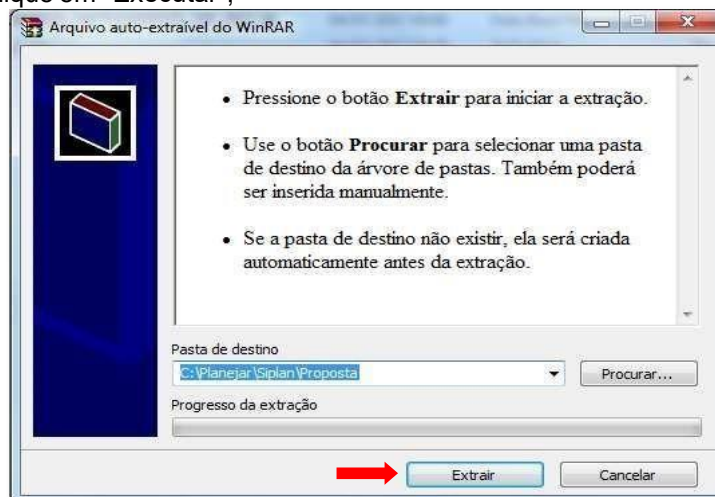 Arquivo auto-extraível do WinRAR
• Pressione o botão Extrair para iniciar a extração.
• Use o botão Procurar para selecionar uma pasta
de destino da árvore de pastas. Também poderá
ser inserida manualmente.
• Se a pasta de destino não existir, ela será criada
automaticamente antes da extração.
Pasta de destino
C:\Planejar\Siplan\Proposta
Procurar...
Progresso da extração
Extrair
Cancelar